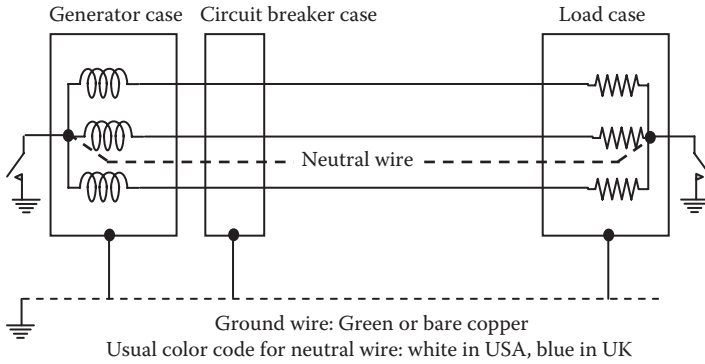 Generator case
Circuit breaker case
Load case
Neutral wire
Ground wire: Green or bare copper
Usual color code for neutral wire: white in USA, blue in UK